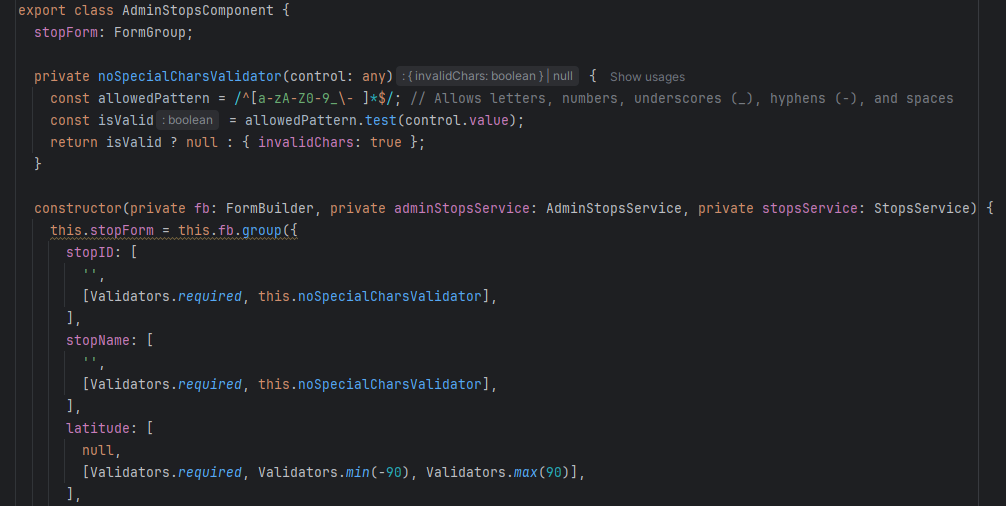 export class AdminStopsComponent {
stopForm: FormGroup;
private noSpecialCharsValidator(control: any) : { invalidChars: boolean } | null { Show usages
const allowedPattern = /^[a-zA-Z0-9_\- ]*$/; // Allows letters, numbers, underscores (_), hyphens (-), and spaces
const isValid : boolean = allowedPattern.test(control.value);
return isValid ? null : { invalidChars: true };
}
constructor(private fb: FormBuilder, private adminStopsService: AdminStopsService, private stopsService: StopsService) {
this.stopForm = this.fb.group({
stopID: [
'',
[Validators.required, this.noSpecialCharsValidator],
],
stopName: [
'',
[Validators.required, this.noSpecialCharsValidator],
],
latitude: [
null,
[Validators.required, Validators.min(-90), Validators.max(90)],
],